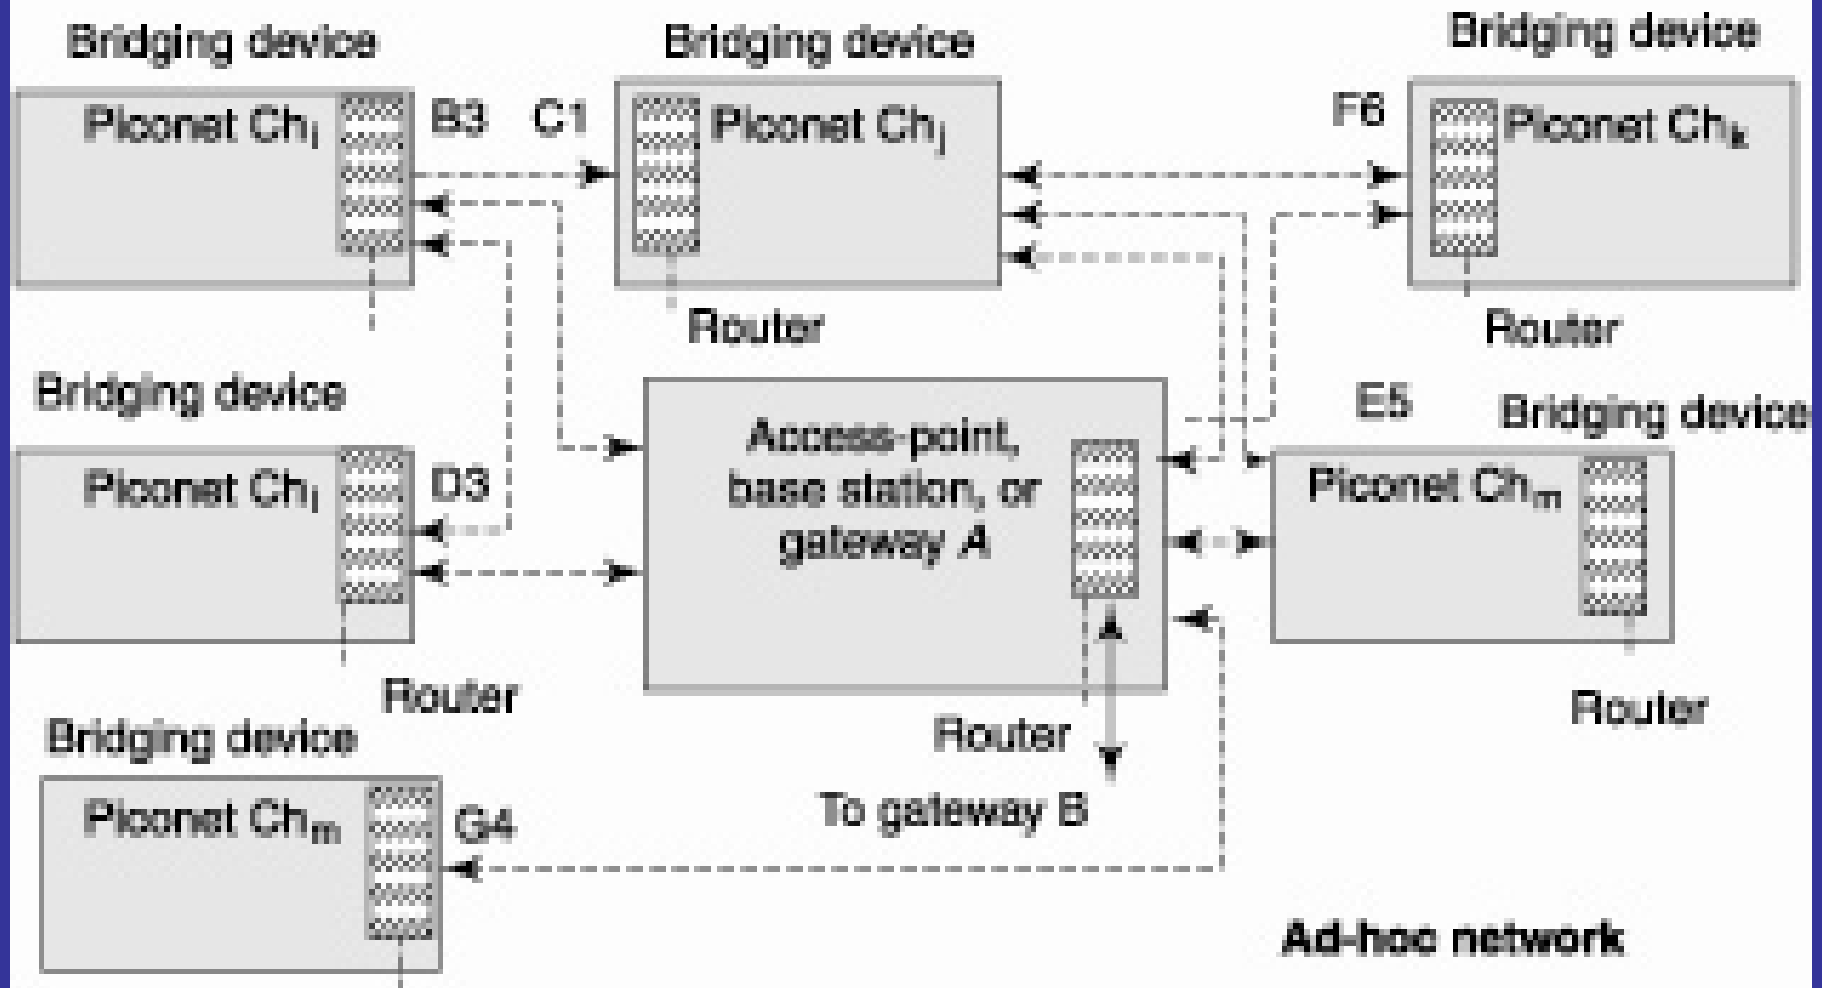 Bridging device
Bridging device
Bridging device
Piconet Chi
B3
C1
Piconet Chj
F6
Piconet Chk
Router
Router
Bridging device
E5
Bridging device
Piconet Chl
D3
Access-point,
base station, or
gateway A
Piconet Chm
Router
Router
Bridging device
Router
To gateway B
Piconet Chm
G4
Ad-hoc network